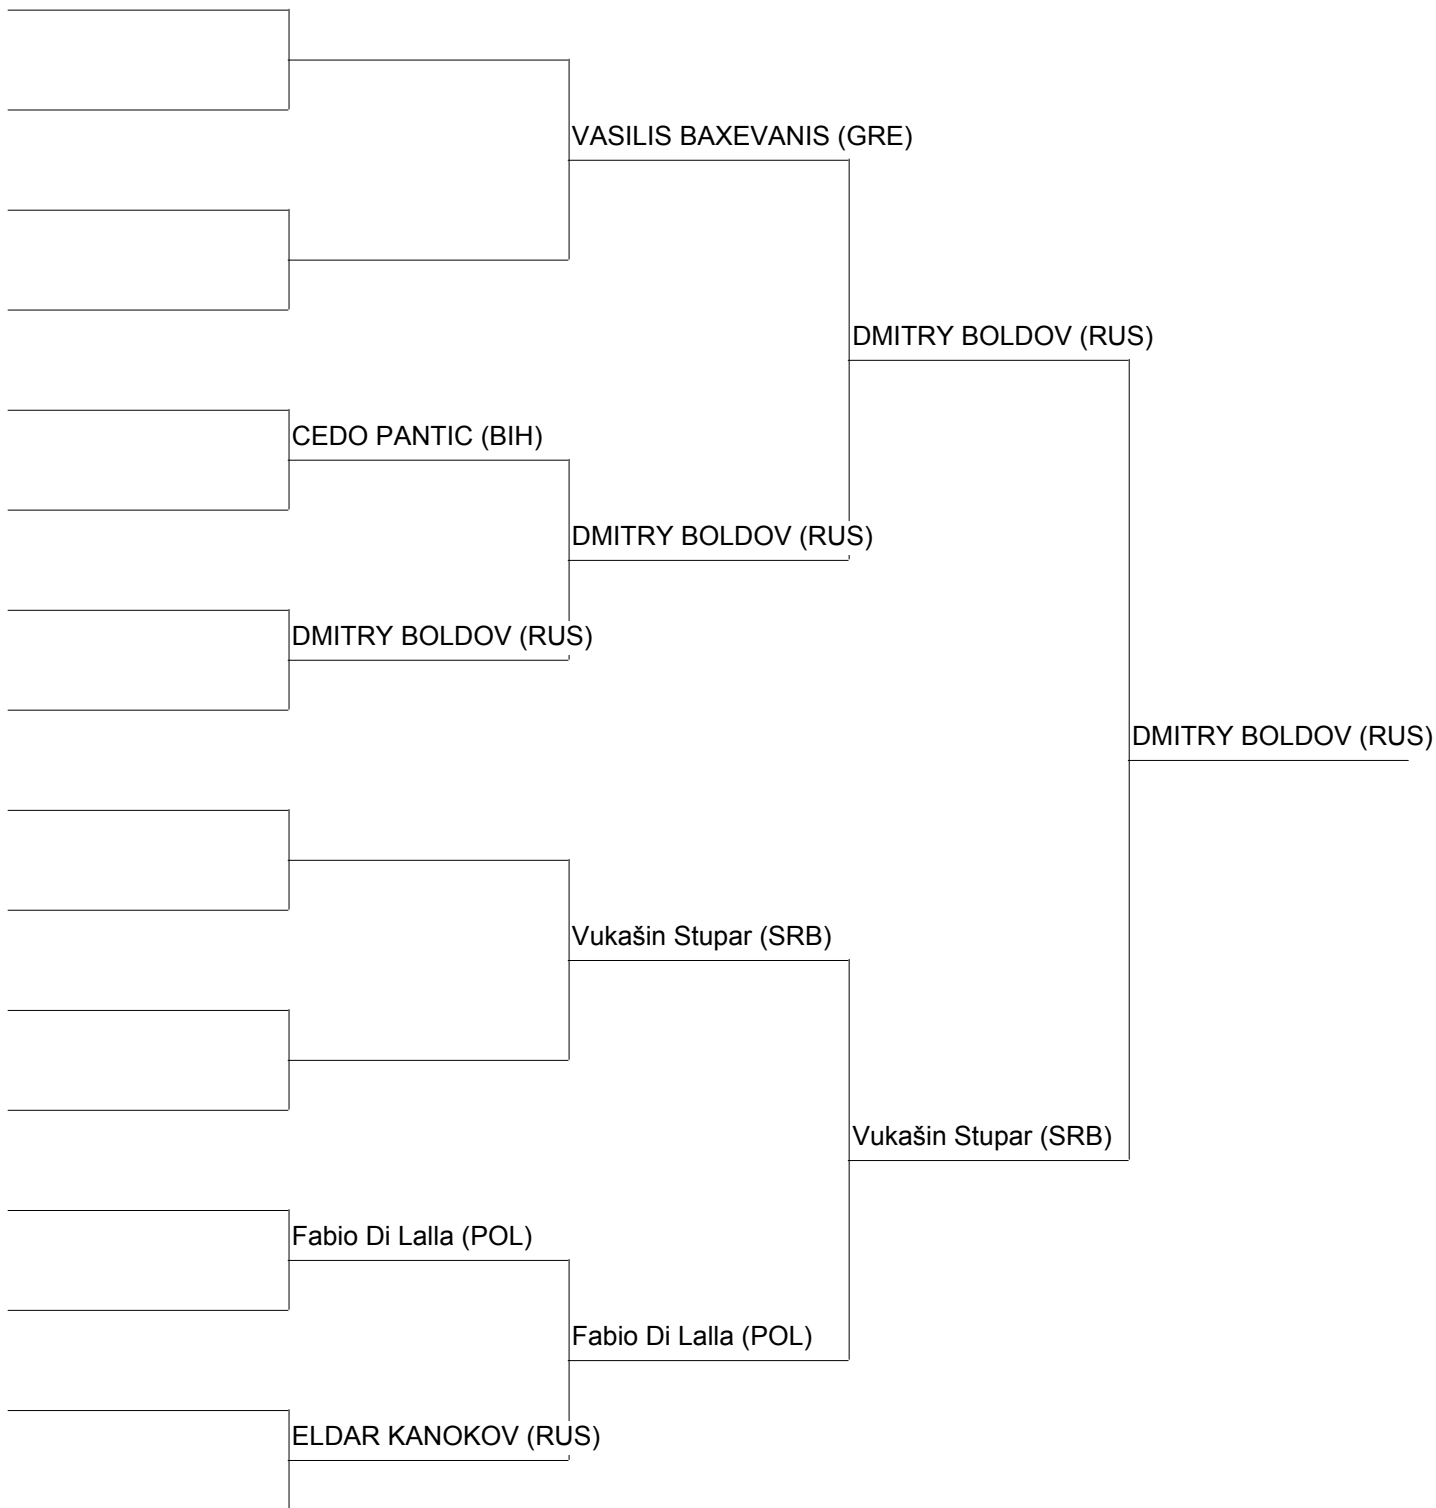 VASILIS BAXEVANIS (GRE)
DMITRY BOLDOV (RUS)
CEDO PANTIC (BIH)
DMITRY BOLDOV (RUS)
DMITRY BOLDOV (RUS)
DMITRY BOLDOV (RUS)
Vukašin Stupar (SRB)
Vukašin Stupar (SRB)
Fabio Di Lalla (POL)
Fabio Di Lalla (POL)
ELDAR KANOKOV (RUS)